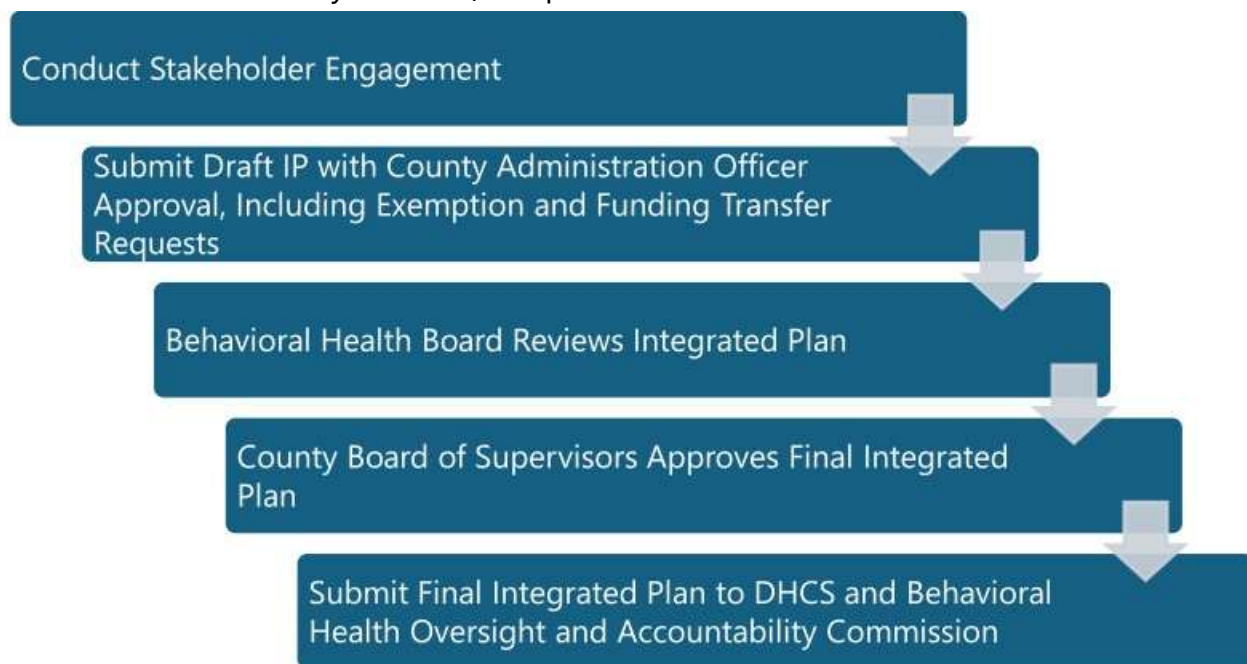 Conduct Stakeholder Engagement
Submit Draft IP with County Administration Officer
Approval, Including Exemption and Funding Transfer
Requests
Behavioral Health Board Reviews Integrated Plan
County Board of Supervisors Approves Final Integrated
Plan
Submit Final Integrated Plan to DHCS and Behavioral
Health Oversight and Accountability Commission